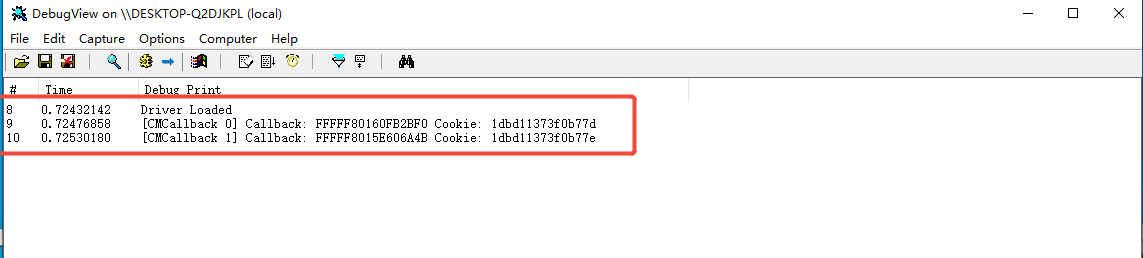 DebugView on \\DESKTOP-Q2DJKPL (local)
File Edit Capture Options Computer Help
# Time Debug Print
8 0.72432142 Driver Loaded
9 0.72476858 [CMCallback 0] Callback: FFFFF80160FB2BF0 Cookie: 1dbd11373f0b77d
10 0.72530180 [CMCallback 1] Callback: FFFFF8015E606A4B Cookie: 1dbd11373f0b77e